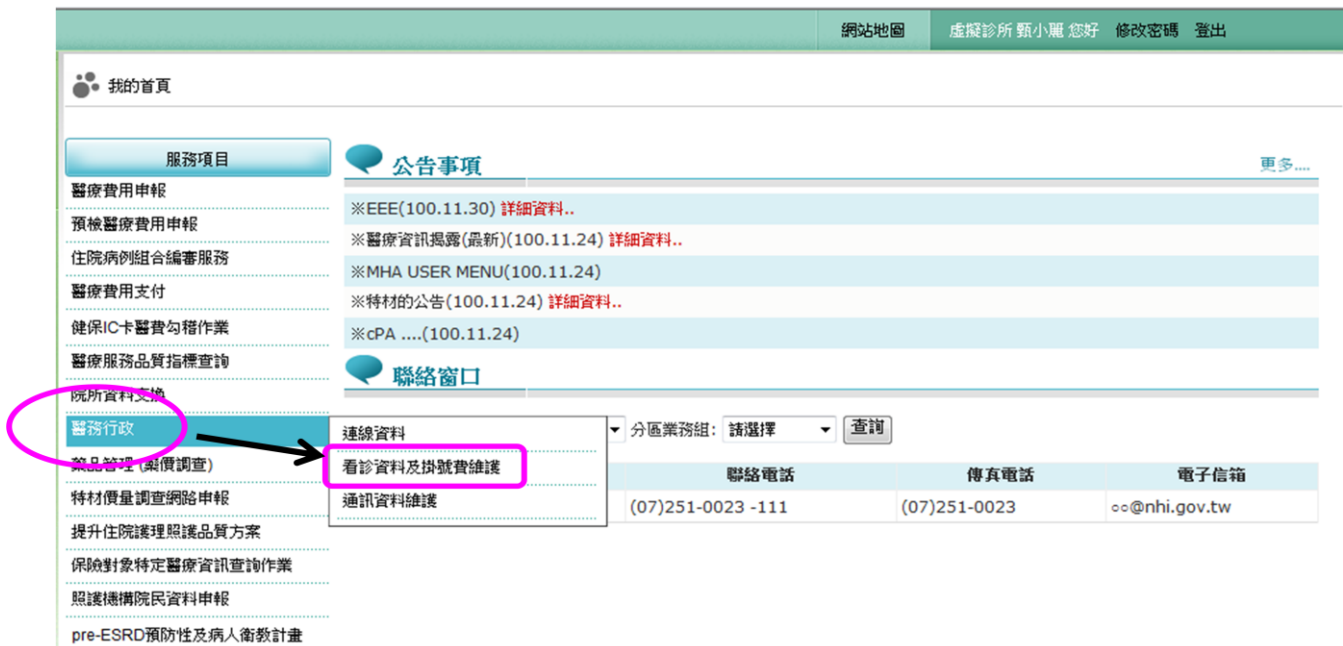 網站地圖 虛擬診所 甄小麗 您好 修改密碼 登出
我的首頁
服務項目
醫療費用申報
預檢醫療費用申報
住院病例組合編審服務
醫療費用支付
健保IC卡醫費勾稽作業
醫療服務品質指標查詢
院所資料交換
醫務行政
藥品管理 (藥價調查)
特材價量調查網路申報
提升住院護理照護品質方案
保險對象特定醫療資訊查詢作業
照護機構院民資料申報
pre-ESRD預防性及病人衛教計畫
連線資料
看診資料及掛號費維護
通訊資料維護
公告事項 更多....
※EEE(100.11.30) 詳細資料..
※醫療資訊揭露(最新)(100.11.24) 詳細資料..
※MHA USER MENU(100.11.24)
※特材的公告(100.11.24) 詳細資料..
※cPA ....(100.11.24)
聯絡窗口
分區業務組: 請選擇 查詢
聯絡電話 傳真電話 電子信箱
(07)251-0023 -111 (07)251-0023 ○○@nhi.gov.tw